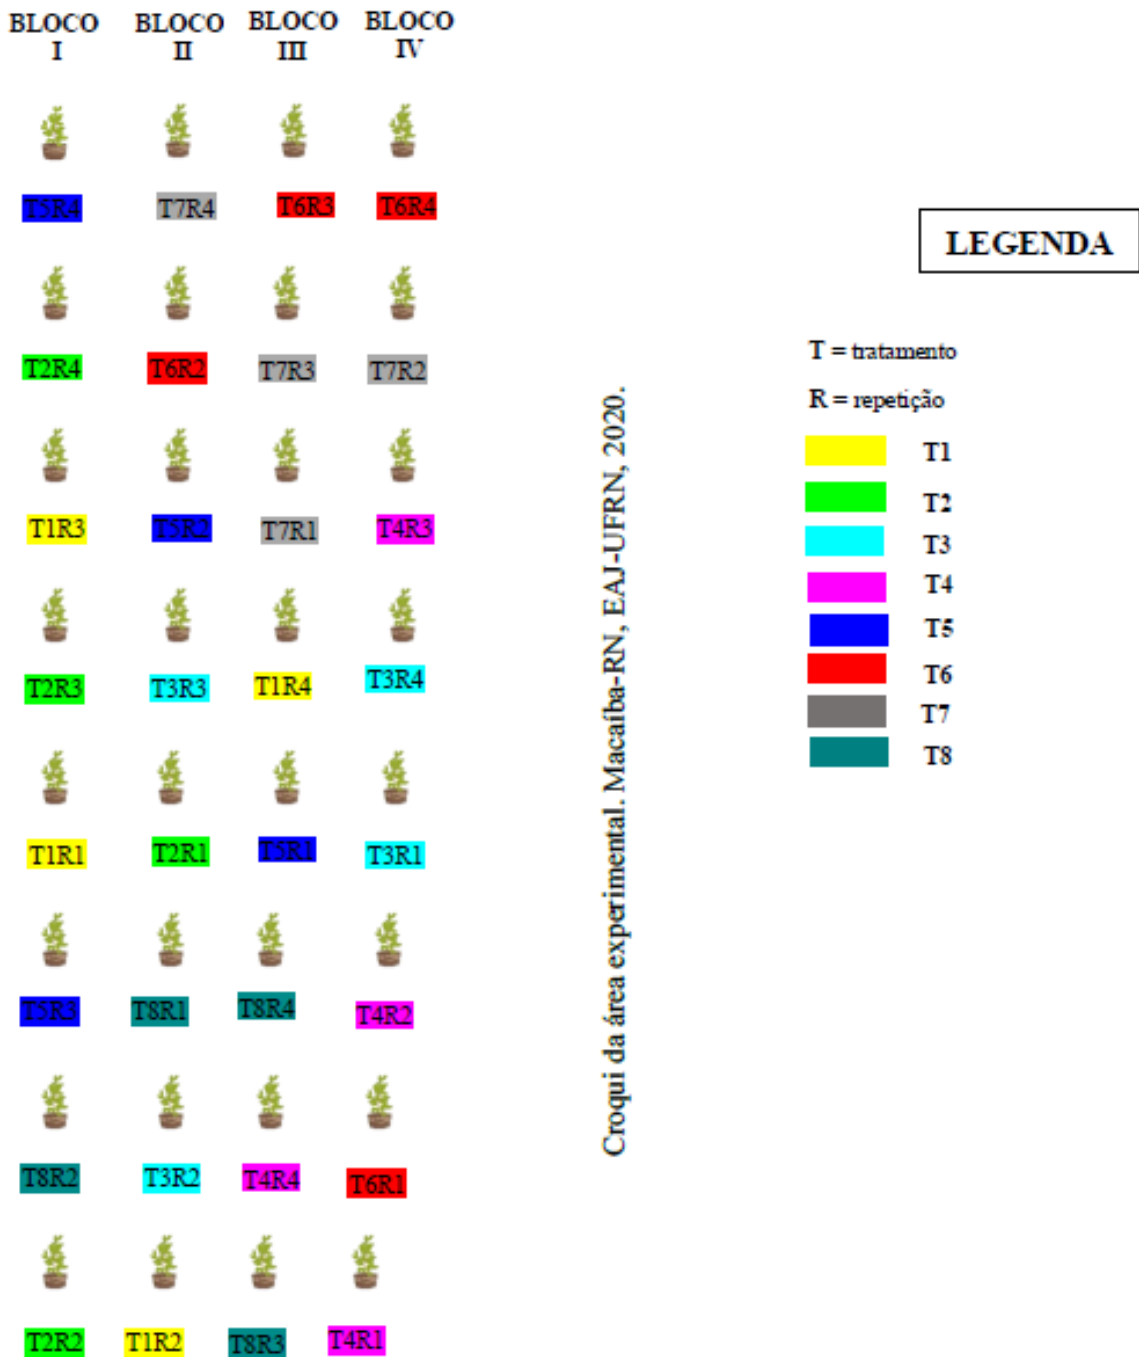 BLOCO I
BLOCO II
BLOCO III
BLOCO IV
T5R4 T7R4 T6R3 T6R4
T2R4 T6R2 T7R3 T7R2
T1R3 T5R2 T7R1 T4R3
T2R3 T3R3 T1R4 T3R4
T1R1 T2R1 T5R1 T3R1
T5R3 T8R1 T8R4 T4R2
T8R2 T3R2 T4R4 T6R1
T2R2 T1R2 T8R3 T4R1
Croqui da área experimental. Macaíba-RN, EAJ-UFRN, 2020.
LEGENDA
T = tratamento
R = repetição
T1
T2
T3
T4
T5
T6
T7
T8